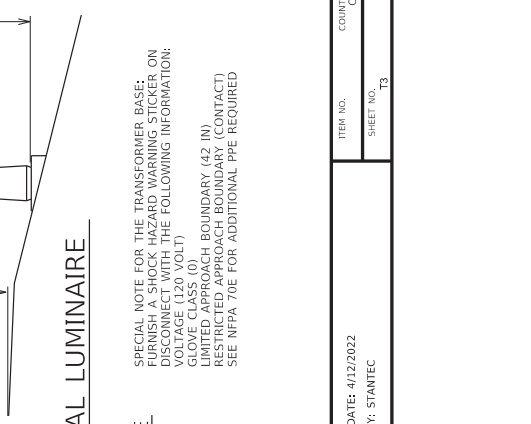 AL LUMINAIRE
SPECIAL NOTE FOR THE TRANSFORMER BASE:
FURNISH A SHOCK HAZARD WARNING STICKER ON
DISCONNECT WITH THE FOLLOWING INFORMATION:
VOLTAGE (120 VOLT)
GLOVE CLASS (0)
LIMITED APPROACH BOUNDARY (42 IN)
RESTRICTED APPROACH BOUNDARY (CONTACT)
SEE NFPA 70E FOR ADDITIONAL PPE REQUIRED
ITEM NO.
COUNT
SHEET NO.
T3
DATE: 4/12/2022
Y: STANTEC